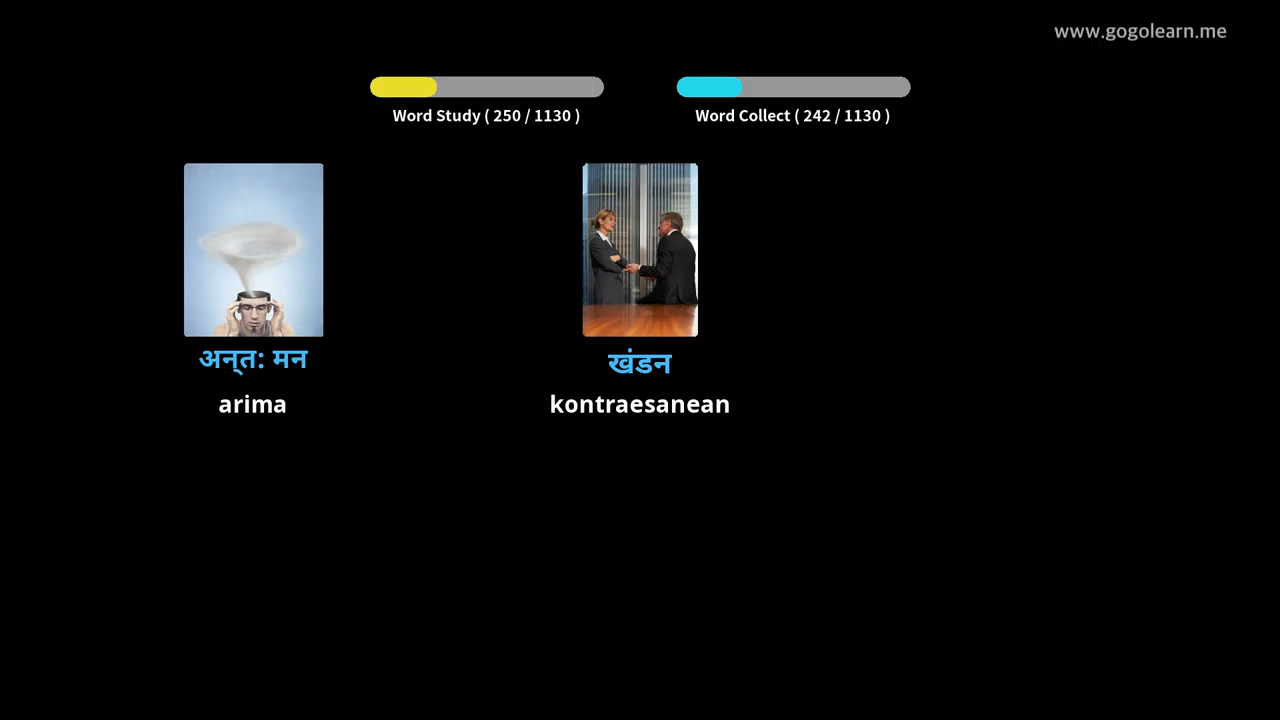 www.gogolearn.me
Word Study ( 250 / 1130 )
Word Collect ( 242 / 1130 )
अन्‌त: मन
खंडन
arima
kontraesanean